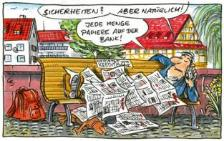 SICHERHEITEN? ABER NATÜRLICH!
JEDE MENGE
PAPIERE AUF DER
BANK!